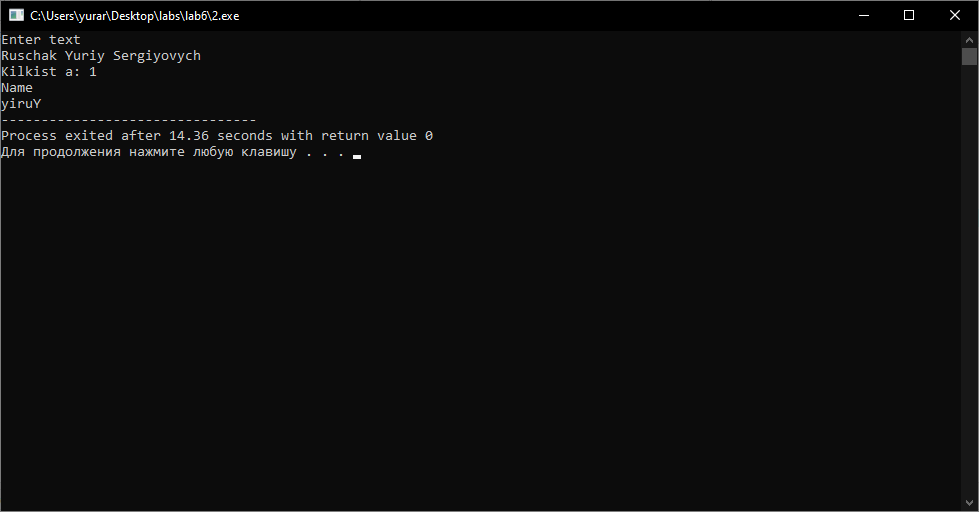 C:\Users\yurar\Desktop\labs\lab6\2.exe
Enter text
Ruschak Yuriy Sergiyovych
Kilkist a: 1
Name
yiruY
--------------------------------
Process exited after 14.36 seconds with return value 0
Для продолжения нажмите любую клавишу . . .